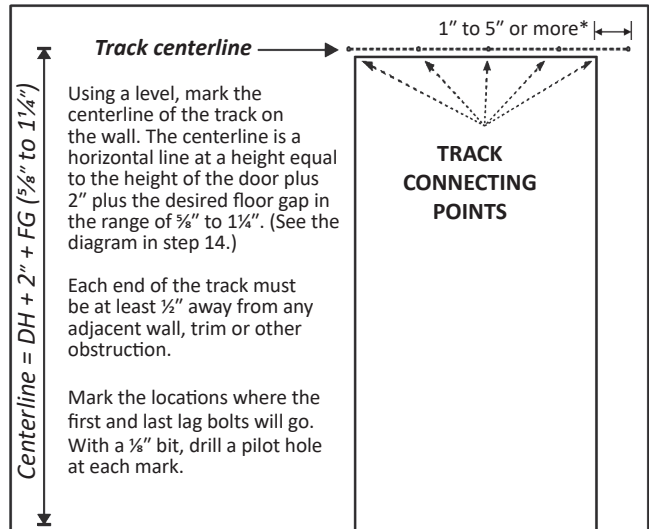 1″ to 5″ or more*
Track centerline
Using a level, mark the
centerline of the track on
the wall. The centerline is a
horizontal line at a height equal
to the height of the door plus
2″ plus the desired floor gap in
the range of ⅝″ to 1¼″. (See the
diagram in step 14.)
Each end of the track must
be at least ½″ away from any
adjacent wall, trim or other
obstruction.
Mark the locations where the
first and last lag bolts will go.
With a ⅛″ bit, drill a pilot hole
at each mark.
TRACK
CONNECTING
POINTS
Centerline = DH + 2″ + FG (⅝″ to 1¼″)